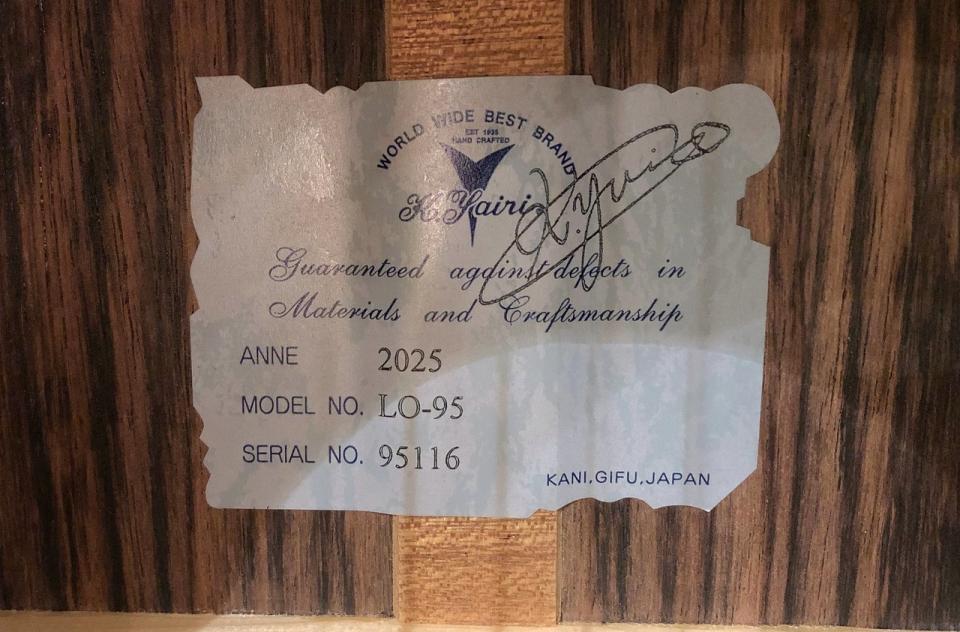 WORLD WIDE BEST BRAND
EST 1935
HAND CRAFTED
K.Yairi
K.Yairi
Guaranteed against defects in
Materials and Craftsmanship
ANNE 2025
MODEL NO. LO-95
SERIAL NO. 95116
KANI,GIFU,JAPAN